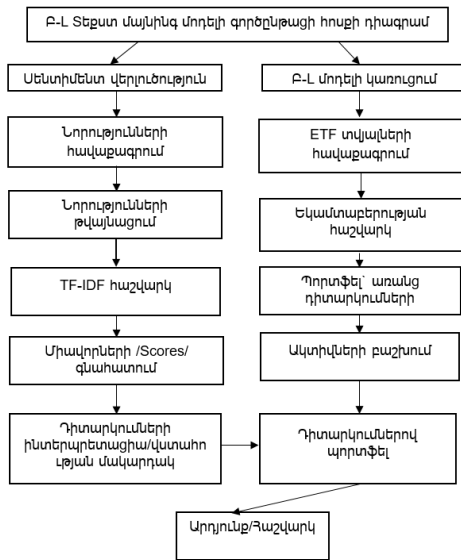 Բ-L Տեքստ մայնինգ մոդելի գործընթացի հոսքի դիագրամ
Սենտիմենտ վերլուծություն
Նորությունների
հավաքագրում
Նորությունների
թվայնացում
TF-IDF հաշվարկ
Միավորների /Scores/
գնահատում
Դիտարկումների
ինտերպրետացիա/վստահո
ւթյան մակարդակ
Բ-L մոդելի կառուցում
ETF տվյալների
հավաքագրում
Եկամտաբերության
հաշվարկ
Պորտֆել` առանց
դիտարկումների
Ակտիվների բաշխում
Դիտարկումներով
պորտֆել
Արդյունք/Հաշվարկ